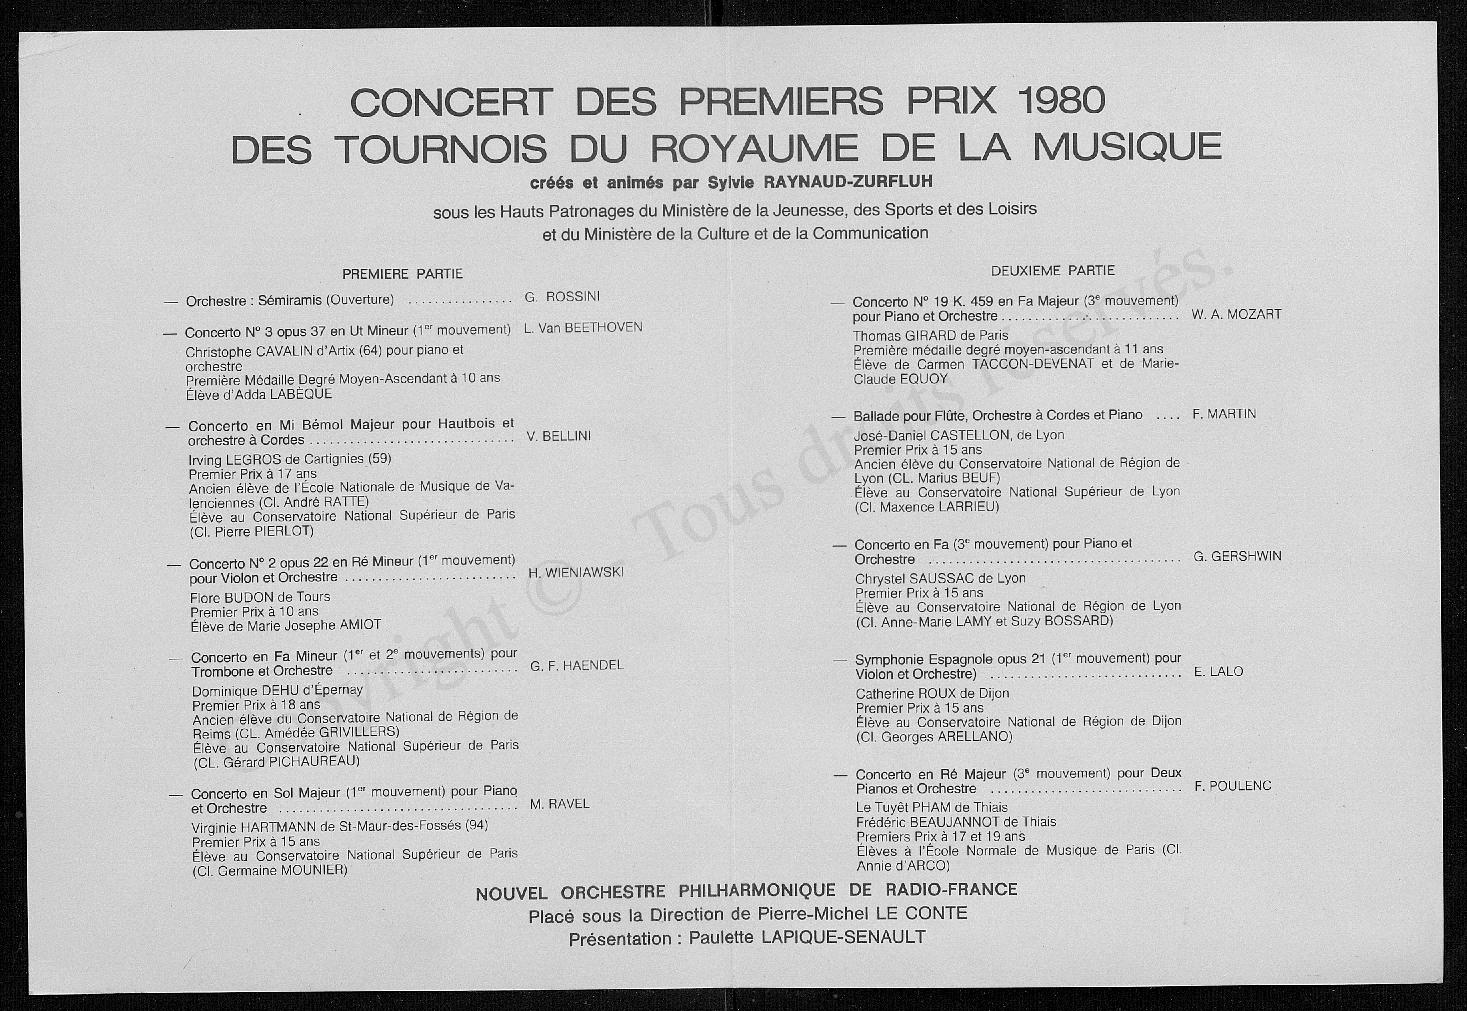 CONCERT DES PREMIERS PRIX 1980
DES TOURNOIS DU ROYAUME DE LA MUSIQUE
créés et animés par Sylvie RAYNAUD-ZURFLUH
sous les Hauts Patronages du Ministère de la Jeunesse, des Sports et des Loisirs
et du Ministère de la Culture et de la Communication
PREMIERE PARTIE
— Orchestre : Sémiramis (Ouverture) ................ G. ROSSINI
— Concerto N° 3 opus 37 en Ut Mineur (1er mouvement) L. Van BEETHOVEN
Christophe CAVALIN d'Artix (64) pour piano et
orchestre
Première Médaille Degré Moyen-Ascendant à 10 ans
Élève d'Adda LABÈQUE
— Concerto en Mi Bémol Majeur pour Hautbois et
orchestre à Cordes ............................... V. BELLINI
Irving LEGROS de Cartignies (59)
Premier Prix à 17 ans
Ancien élève de l'École Nationale de Musique de Va-
lenciennes (Cl. André RATTE)
Élève au Conservatoire National Supérieur de Paris
(Cl. Pierre PIERLOT)
— Concerto N° 2 opus 22 en Ré Mineur (1er mouvement)
pour Violon et Orchestre .......................... H. WIENIAWSKI
Flore BUDON de Tours
Premier Prix à 10 ans
Élève de Marie Josephe AMIOT
— Concerto en Fa Mineur (1er et 2e mouvements) pour
Trombone et Orchestre .......................... G. F. HAENDEL
Dominique DEHU d'Épernay
Premier Prix à 18 ans
Ancien élève du Conservatoire National de Région de
Reims (CL. Amédée GRIVILLERS)
Élève au Conservatoire National Supérieur de Paris
(CL. Gérard PICHAUREAU)
— Concerto en Sol Majeur (1er mouvement) pour Piano
et Orchestre .................................... M. RAVEL
Virginie HARTMANN de St-Maur-des-Fossés (94)
Premier Prix à 15 ans
Élève au Conservatoire National Supérieur de Paris
(Cl. Germaine MOUNIER)
DEUXIEME PARTIE
— Concerto N° 19 K. 459 en Fa Majeur (3e mouvement)
pour Piano et Orchestre ........................... W. A. MOZART
Thomas GIRARD de Paris
Première médaille degré moyen-ascendant à 11 ans
Élève de Carmen TACCON-DEVENAT et de Marie-
Claude EQUOY
— Ballade pour Flûte, Orchestre à Cordes et Piano .... F. MARTIN
José-Daniel CASTELLON, de Lyon
Premier Prix à 15 ans
Ancien élève du Conservatoire National de Région de
Lyon (CL. Marius BEUF)
Élève au Conservatoire National Supérieur de Lyon
(Cl. Maxence LARRIEU)
— Concerto en Fa (3e mouvement) pour Piano et
Orchestre ...................................... G. GERSHWIN
Chrystel SAUSSAC de Lyon
Premier Prix à 15 ans
Élève au Conservatoire National de Région de Lyon
(Cl. Anne-Marie LAMY et Suzy BOSSARD)
— Symphonie Espagnole opus 21 (1er mouvement) pour
Violon et Orchestre) ............................. E. LALO
Catherine ROUX de Dijon
Premier Prix à 15 ans
Élève au Conservatoire National de Région de Dijon
(Cl. Georges ARELLANO)
— Concerto en Ré Majeur (3e mouvement) pour Deux
Pianos et Orchestre ............................. F. POULENC
Le Tuyêt PHAM de Thiais
Frédéric BEAUJANNOT de Thiais
Premiers Prix à 17 et 19 ans
Élèves à l'École Normale de Musique de Paris (Cl.
Annie d'ARCO)
NOUVEL ORCHESTRE PHILHARMONIQUE DE RADIO-FRANCE
Placé sous la Direction de Pierre-Michel LE CONTE
Présentation : Paulette LAPIQUE-SENAULT
Copyright © - Tous droits réservés.